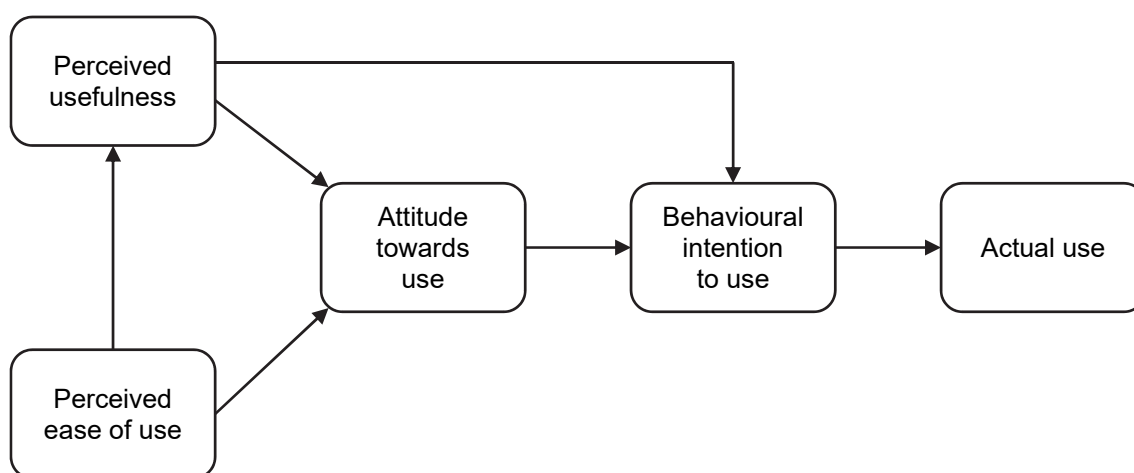 Perceived
usefulness
Attitude
towards
use
Behavioural
intention
to use
Actual use
Perceived
ease of use